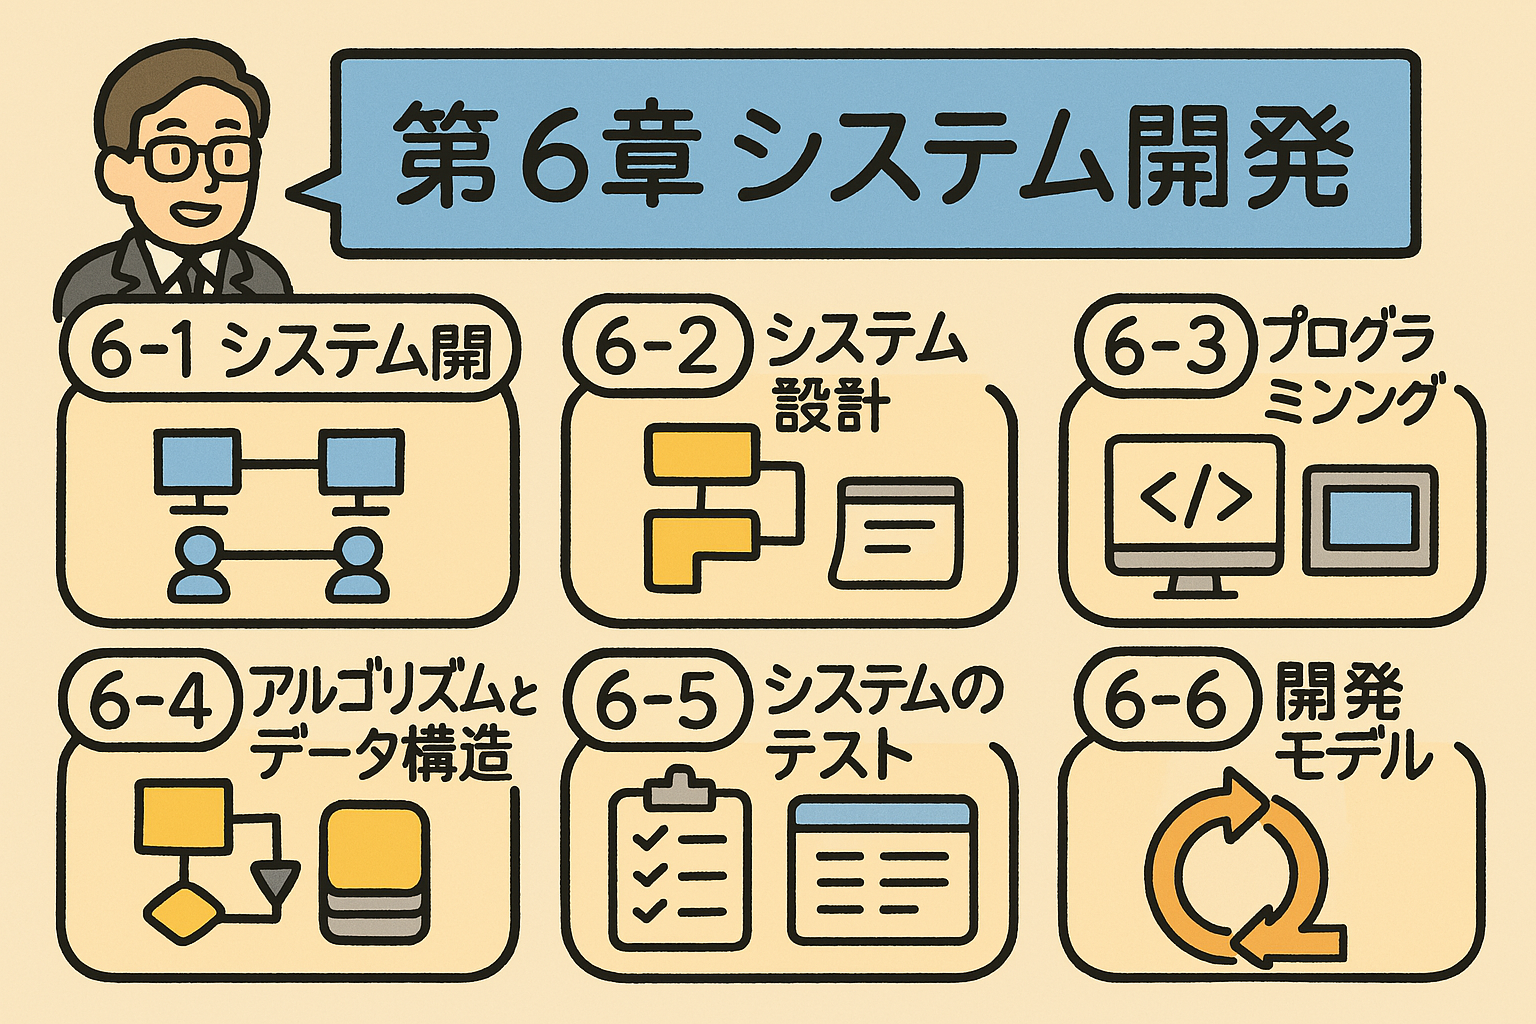 第6章 システム開発
6-1 システム開
6-2 システム
設計
6-3 プログラ
ミンング
6-4 アルゴリズムと
データ構造
6-5 システムの
テスト
6-6 開発
モデル
</>